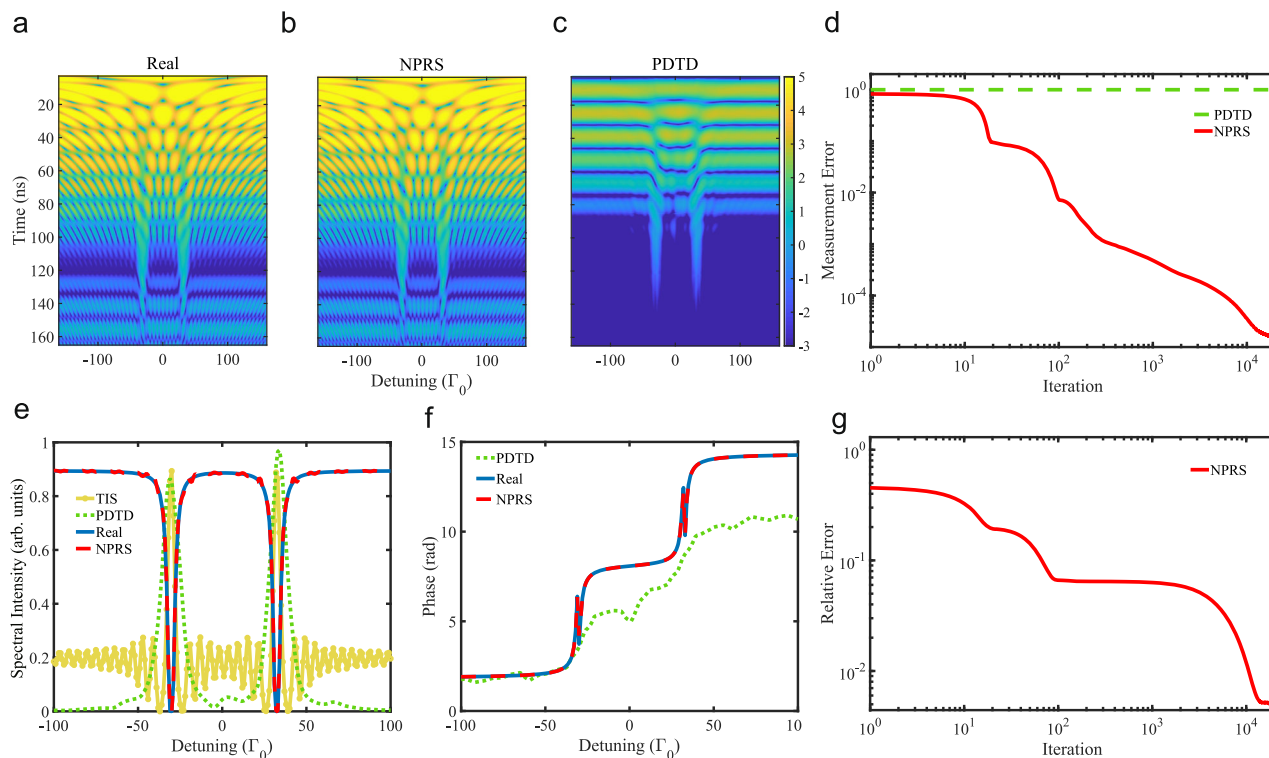 a
b
c
d
Real
NPRS
PDTD
Time (ns)
20
40
60
80
100
120
140
160
-100 0 100
-100 0 100
-100 0 100
Detuning (Γ0)
5
4
3
2
1
0
-1
-2
-3
Measurement Error
10^0
10^-2
10^-4
PDTD
NPRS
10^0 10^1 10^2 10^3 10^4
Iteration
e
f
g
Spectral Intensity (arb. units)
1
0.8
0.6
0.4
0.2
0
TIS
PDTD
Real
NPRS
-100 -50 0 50 100
Detuning (Γ0)
Phase (rad)
15
10
5
0
PDTD
Real
NPRS
-100 -50 0 50 100
Detuning (Γ0)
Relative Error
10^0
10^-1
10^-2
NPRS
10^0 10^1 10^2 10^3 10^4
Iteration